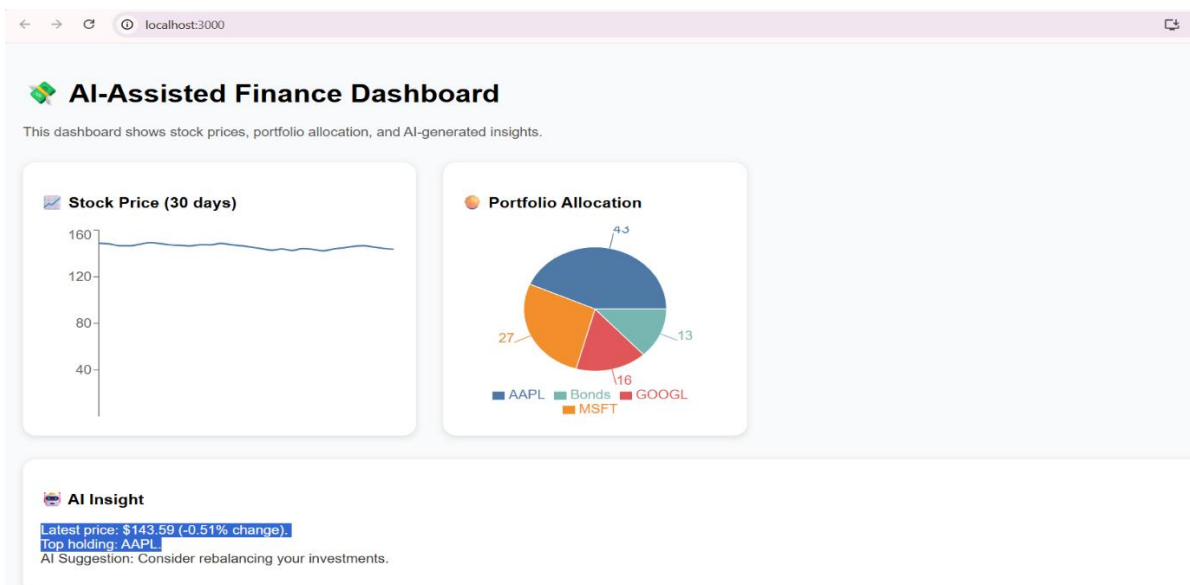 localhost:3000
AI-Assisted Finance Dashboard
This dashboard shows stock prices, portfolio allocation, and AI-generated insights.
Stock Price (30 days)
160
120
80
40
Portfolio Allocation
43
27
13
16
AAPL Bonds GOOGL
MSFT
AI Insight
Latest price: $143.59 (-0.51% change).
Top holding: AAPL.
AI Suggestion: Consider rebalancing your investments.